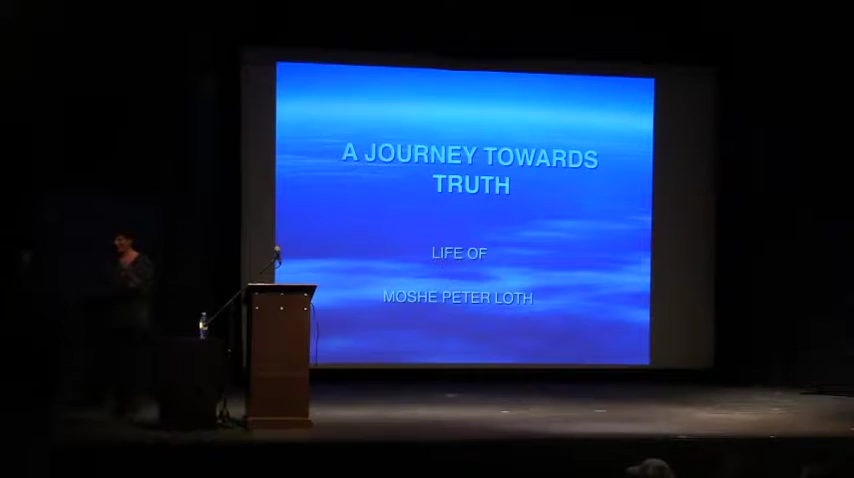 A JOURNEY TOWARDS
TRUTH
LIFE OF
MOSHE PETER LOTH